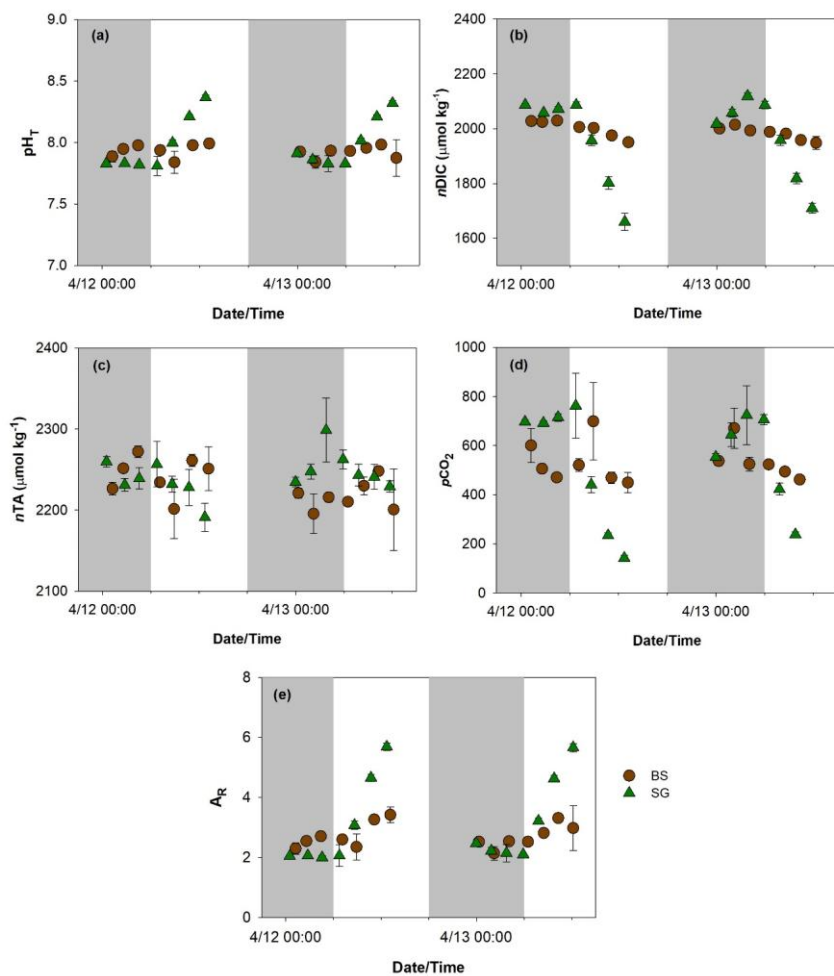 (a)
9.0
8.5
8.0
7.5
7.0
pHT
4/12 00:00
4/13 00:00
Date/Time
(b)
2400
2200
2000
1800
1600
nDIC (μmol kg⁻¹)
4/12 00:00
4/13 00:00
Date/Time
(c)
2400
2300
2200
2100
nTA (μmol kg⁻¹)
4/12 00:00
4/13 00:00
Date/Time
(d)
1000
800
600
400
200
0
pCO₂
4/12 00:00
4/13 00:00
Date/Time
(e)
8
6
4
2
0
AR
4/12 00:00
4/13 00:00
Date/Time
BS
SG